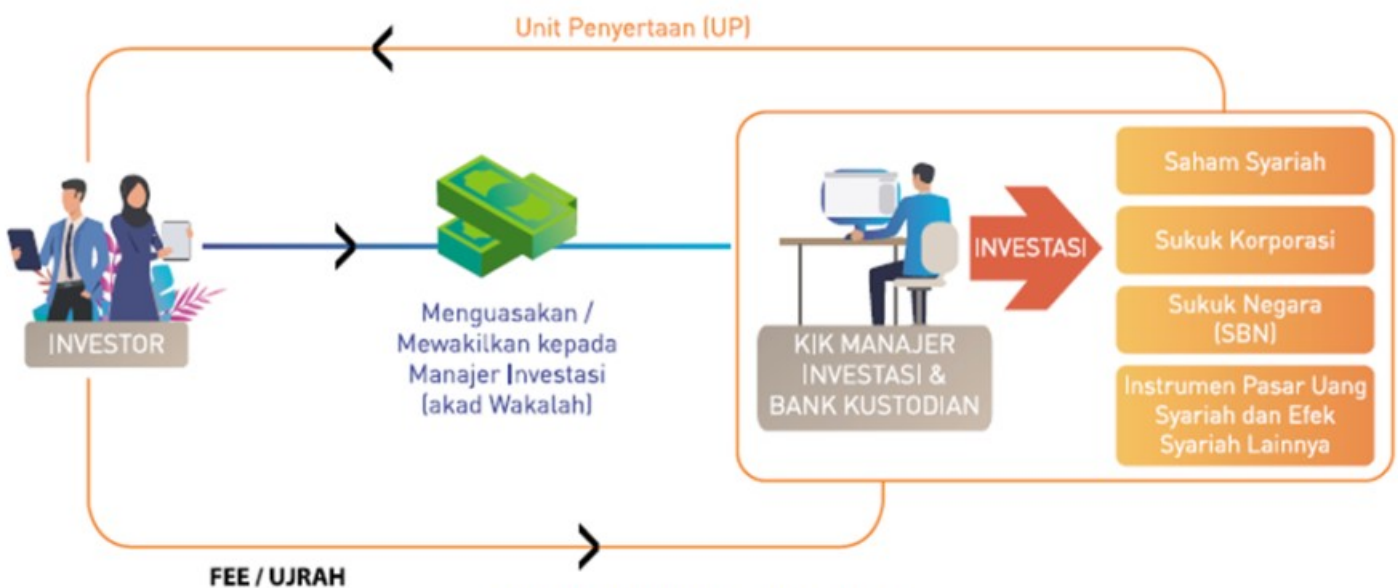 Unit Penyertaan (UP)
INVESTOR
Menguasakan /
Mewakilkan kepada
Manajer Investasi
(akad Wakalah)
KIK MANAJER
INVESTASI &
BANK KUSTODIAN
INVESTASI
Saham Syariah
Sukuk Korporasi
Sukuk Negara
(SBN)
Instrumen Pasar Uang
Syariah dan Efek
Syariah Lainnya
FEE / UJRAH